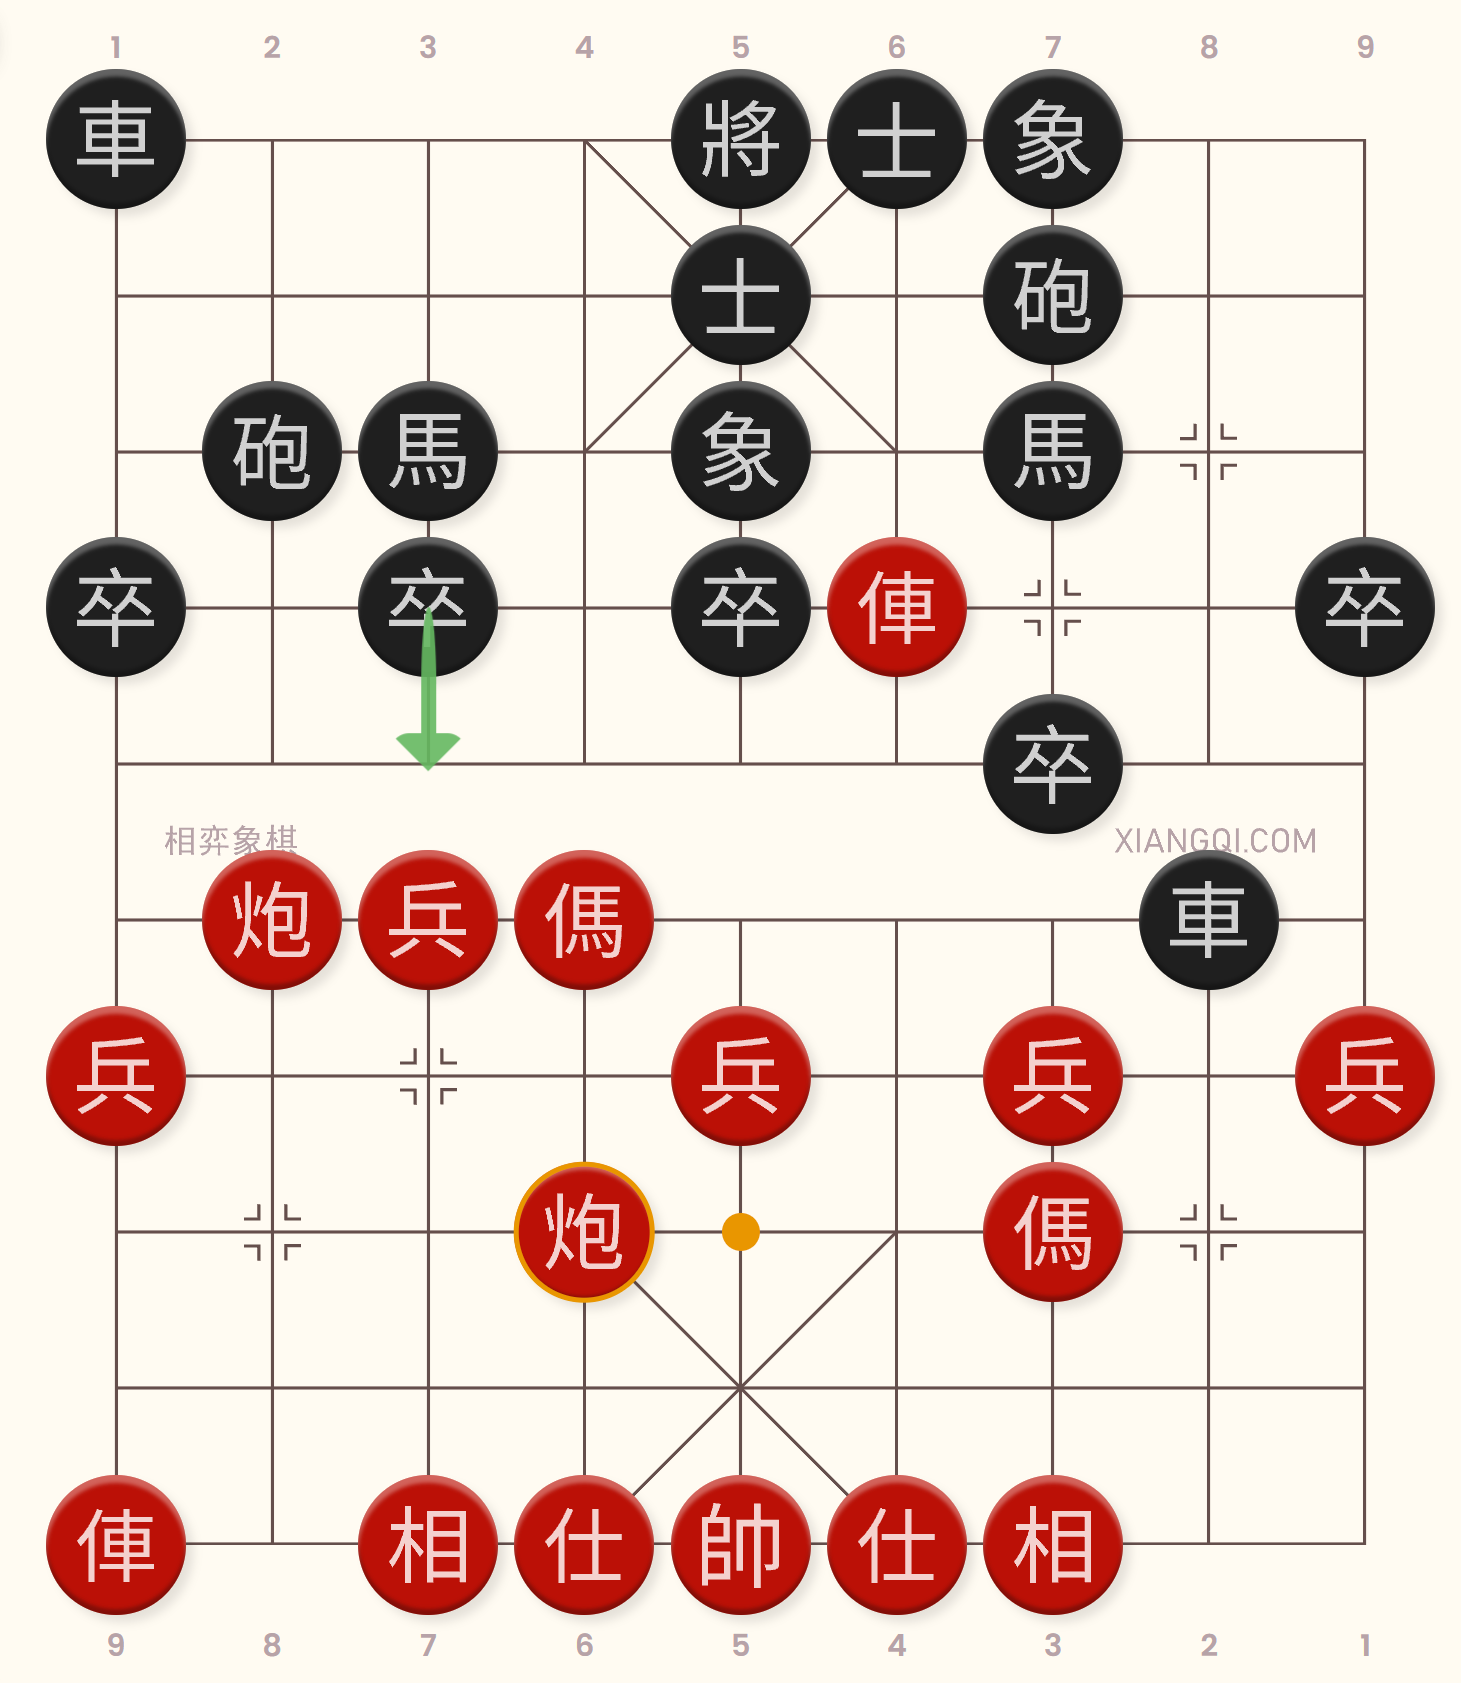 1 2 3 4 5 6 7 8 9
車 將 士 象
士 砲
砲 馬 象 馬
卒 卒 卒 俥 卒
卒
相弈象棋 XIANGQI.COM
炮 兵 傌 車
兵 兵 兵 兵
炮 傌
俥 相 仕 帥 仕 相
9 8 7 6 5 4 3 2 1